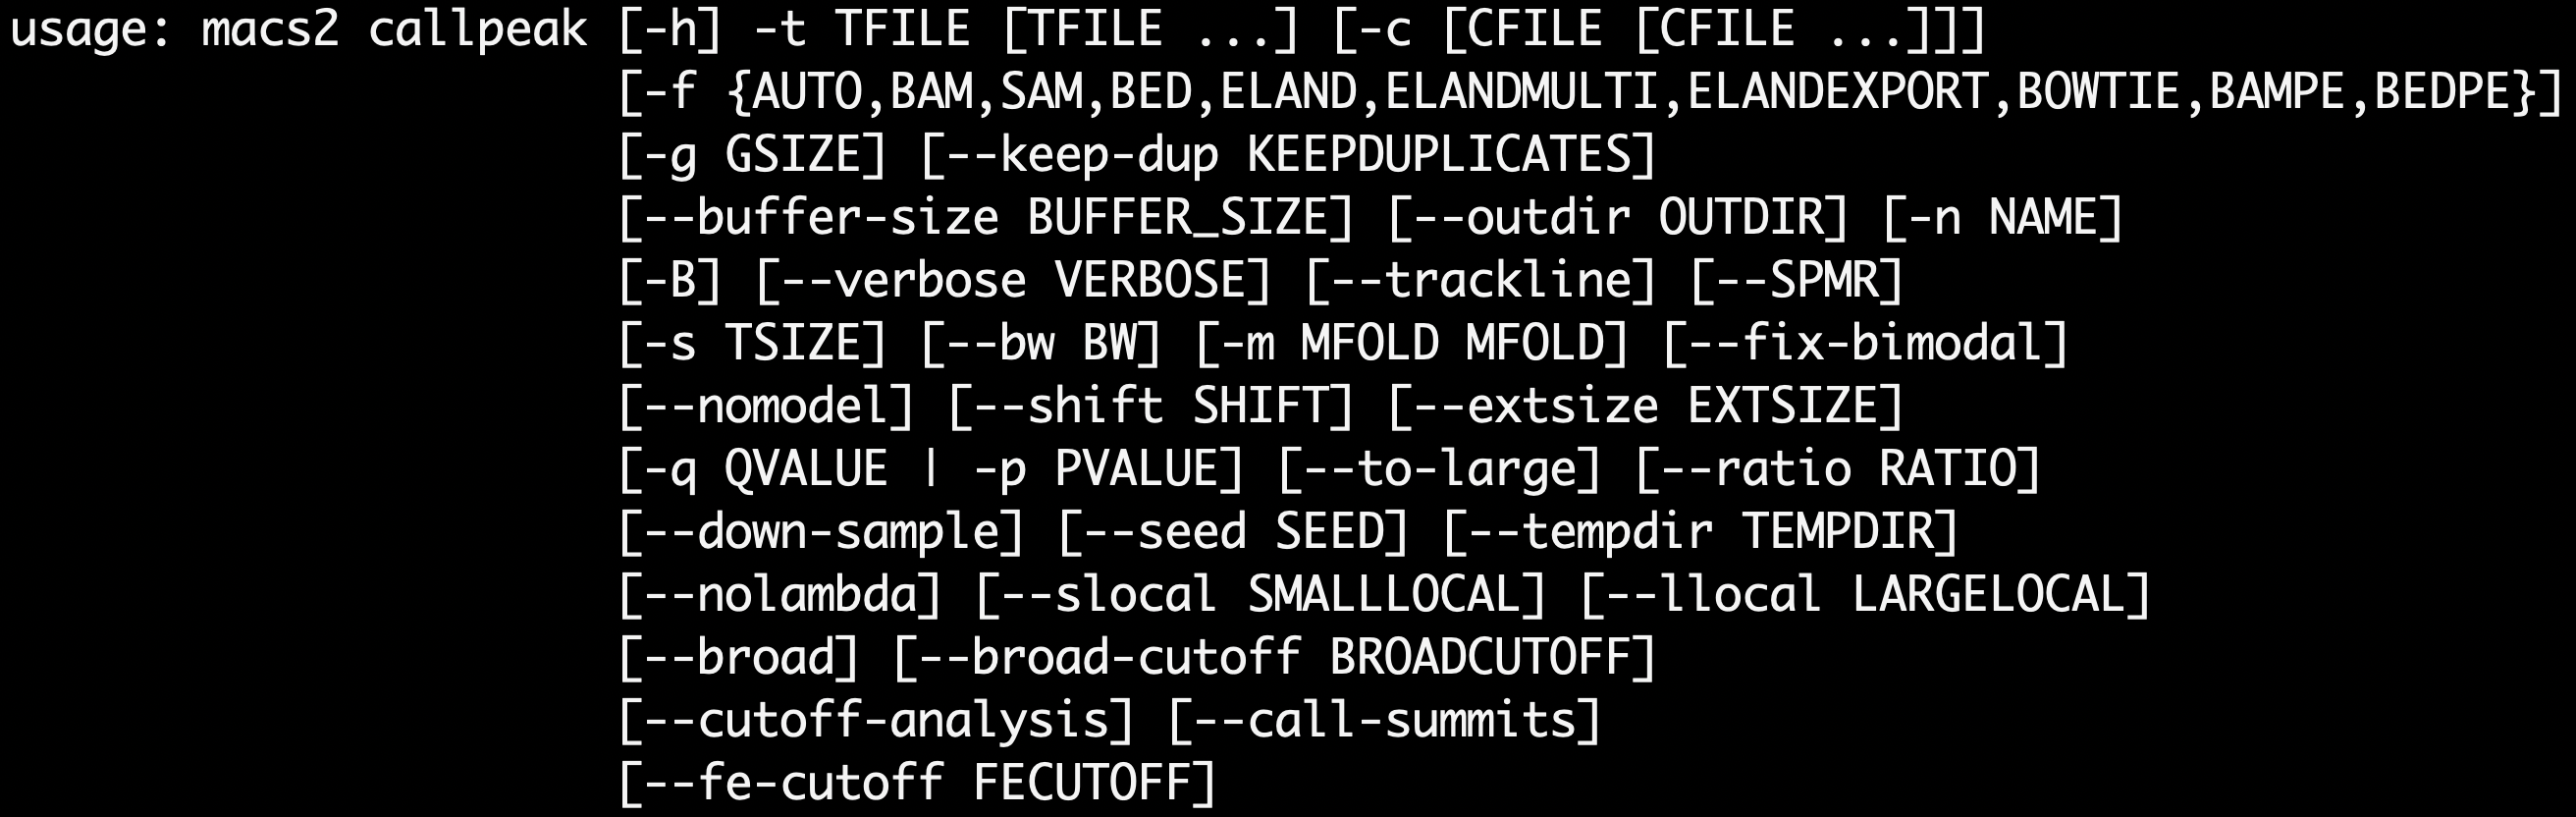 usage: macs2 callpeak [-h] -t TFILE [TFILE ...] [-c [CFILE [CFILE ...]]]
[-f {AUTO,BAM,SAM,BED,ELAND,ELANDMULTI,ELANDEXPORT,BOWTIE,BAMPE,BEDPE}]
[-g GSIZE] [--keep-dup KEEPDUPLICATES]
[--buffer-size BUFFER_SIZE] [--outdir OUTDIR] [-n NAME]
[-B] [--verbose VERBOSE] [--trackline] [--SPMR]
[-s TSIZE] [--bw BW] [-m MFOLD MFOLD] [--fix-bimodal]
[--nomodel] [--shift SHIFT] [--extsize EXTSIZE]
[-q QVALUE | -p PVALUE] [--to-large] [--ratio RATIO]
[--down-sample] [--seed SEED] [--tempdir TEMPDIR]
[--nolambda] [--slocal SMALLLOCAL] [--llocal LARGELOCAL]
[--broad] [--broad-cutoff BROADCUTOFF]
[--cutoff-analysis] [--call-summits]
[--fe-cutoff FECUTOFF]